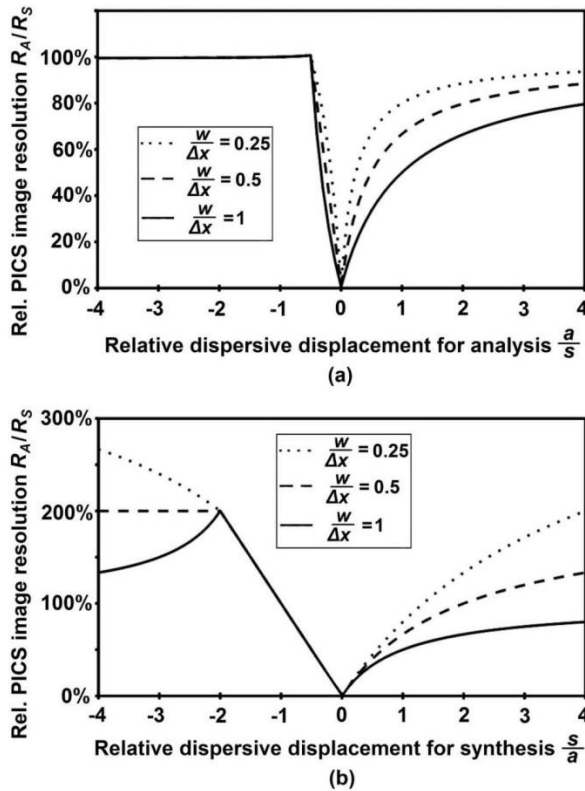 Rel. PICS image resolution R_A/R_S
100%
80%
60%
40%
20%
0%
w/Δx = 0.25
w/Δx = 0.5
w/Δx = 1
-4 -3 -2 -1 0 1 2 3 4
Relative dispersive displacement for analysis a/s
(a)
Rel. PICS image resolution R_A/R_S
300%
200%
100%
0%
w/Δx = 0.25
w/Δx = 0.5
w/Δx = 1
-4 -3 -2 -1 0 1 2 3 4
Relative dispersive displacement for synthesis s/a
(b)